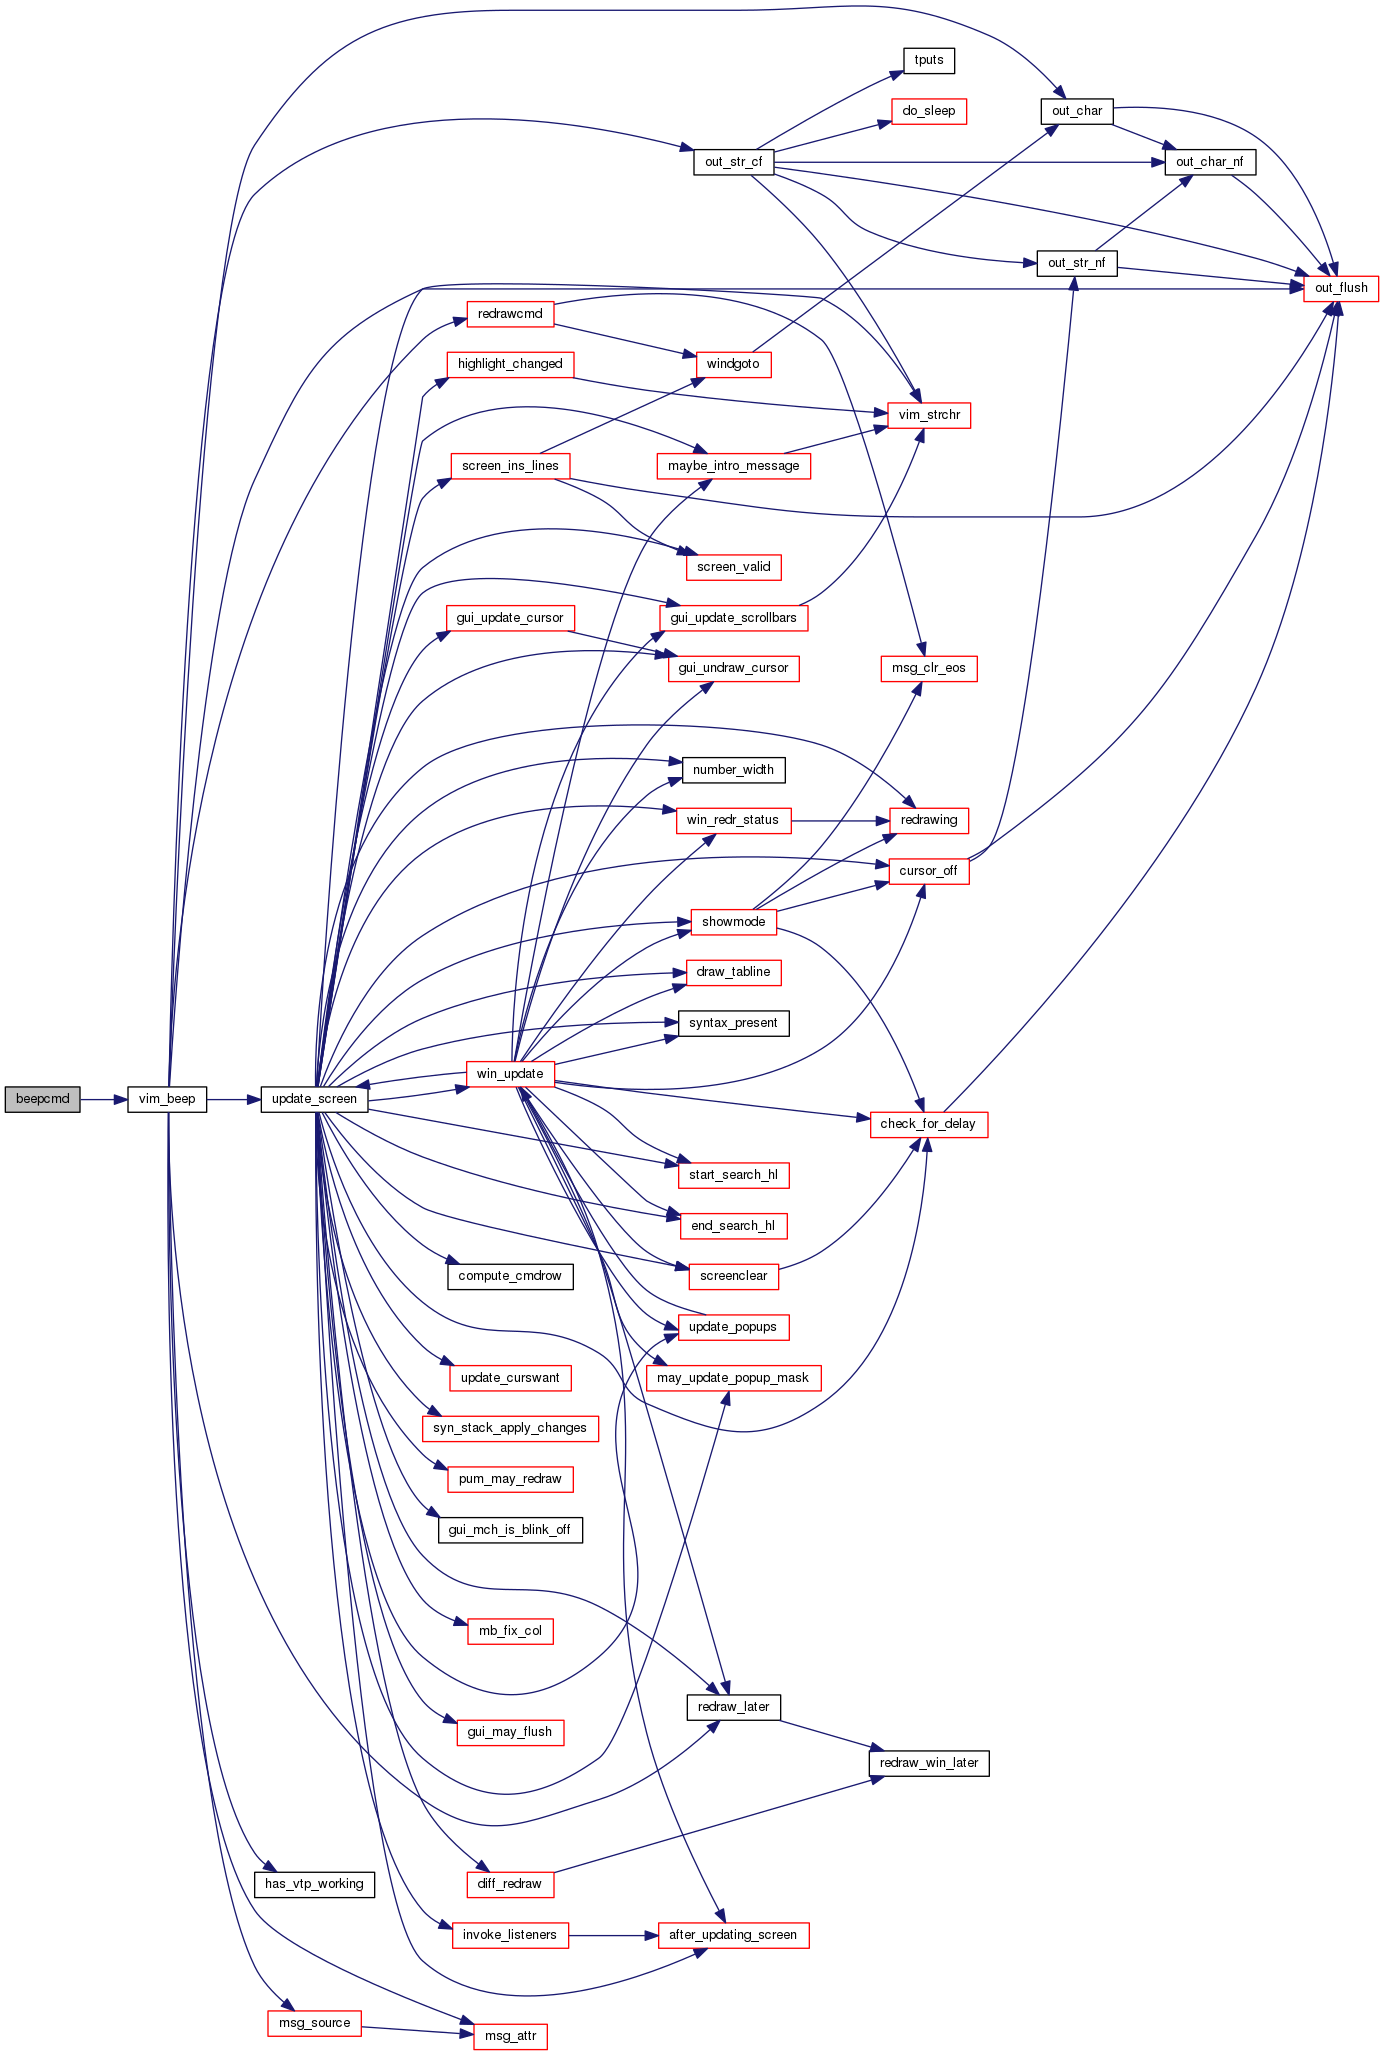 tputs
do_sleep
out_char
out_str_cf
out_char_nf
out_str_nf
out_flush
redrawcmd
highlight_changed
windgoto
vim_strchr
screen_ins_lines
maybe_intro_message
screen_valid
gui_update_cursor
gui_update_scrollbars
gui_undraw_cursor
msg_clr_eos
number_width
win_redr_status
redrawing
cursor_off
showmode
draw_tabline
syntax_present
win_update
beepcmd
vim_beep
update_screen
check_for_delay
start_search_hl
end_search_hl
compute_cmdrow
screenclear
update_popups
update_curswant
may_update_popup_mask
syn_stack_apply_changes
pum_may_redraw
gui_mch_is_blink_off
mb_fix_col
redraw_later
gui_may_flush
redraw_win_later
has_vtp_working
diff_redraw
invoke_listeners
after_updating_screen
msg_source
msg_attr